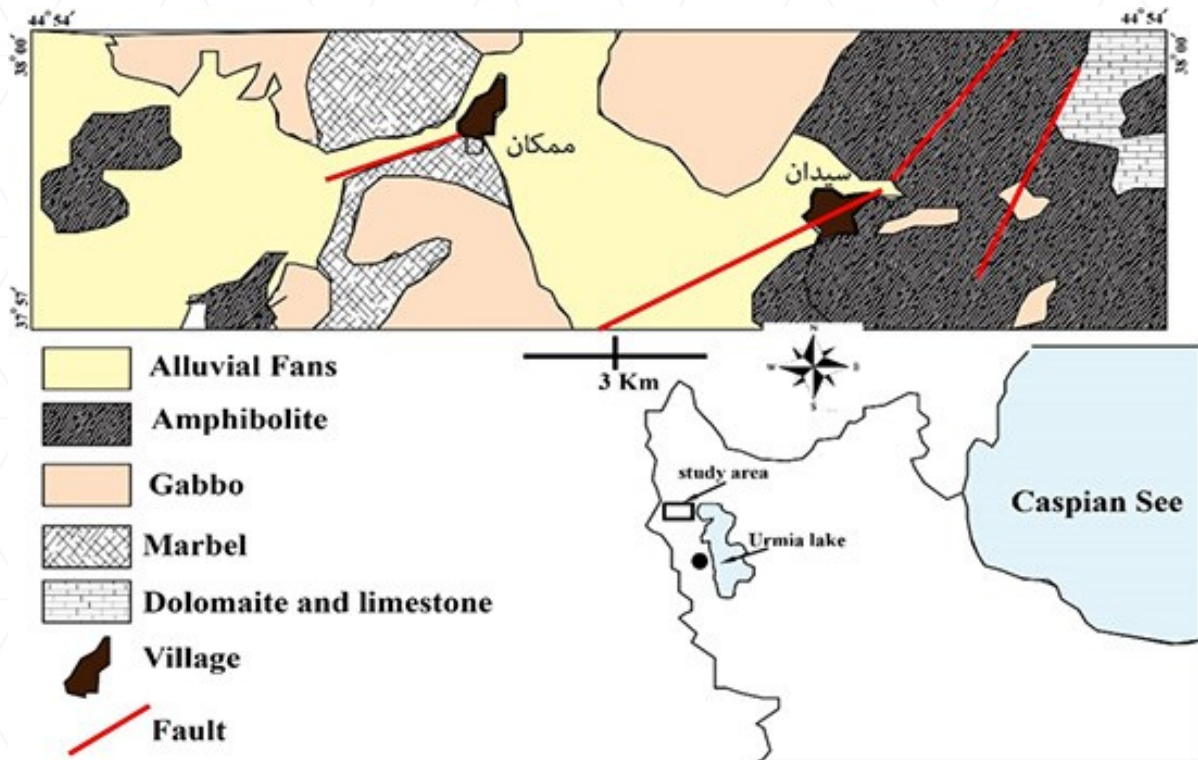 44°54′
44°54′
38°00′
38°00′
ممکان
سیدان
37°57′
3 Km
N
W
E
S
Alluvial Fans
Amphibolite
Gabbo
Marbel
Dolomaite and limestone
Village
Fault
study area
Urmia lake
Caspian See